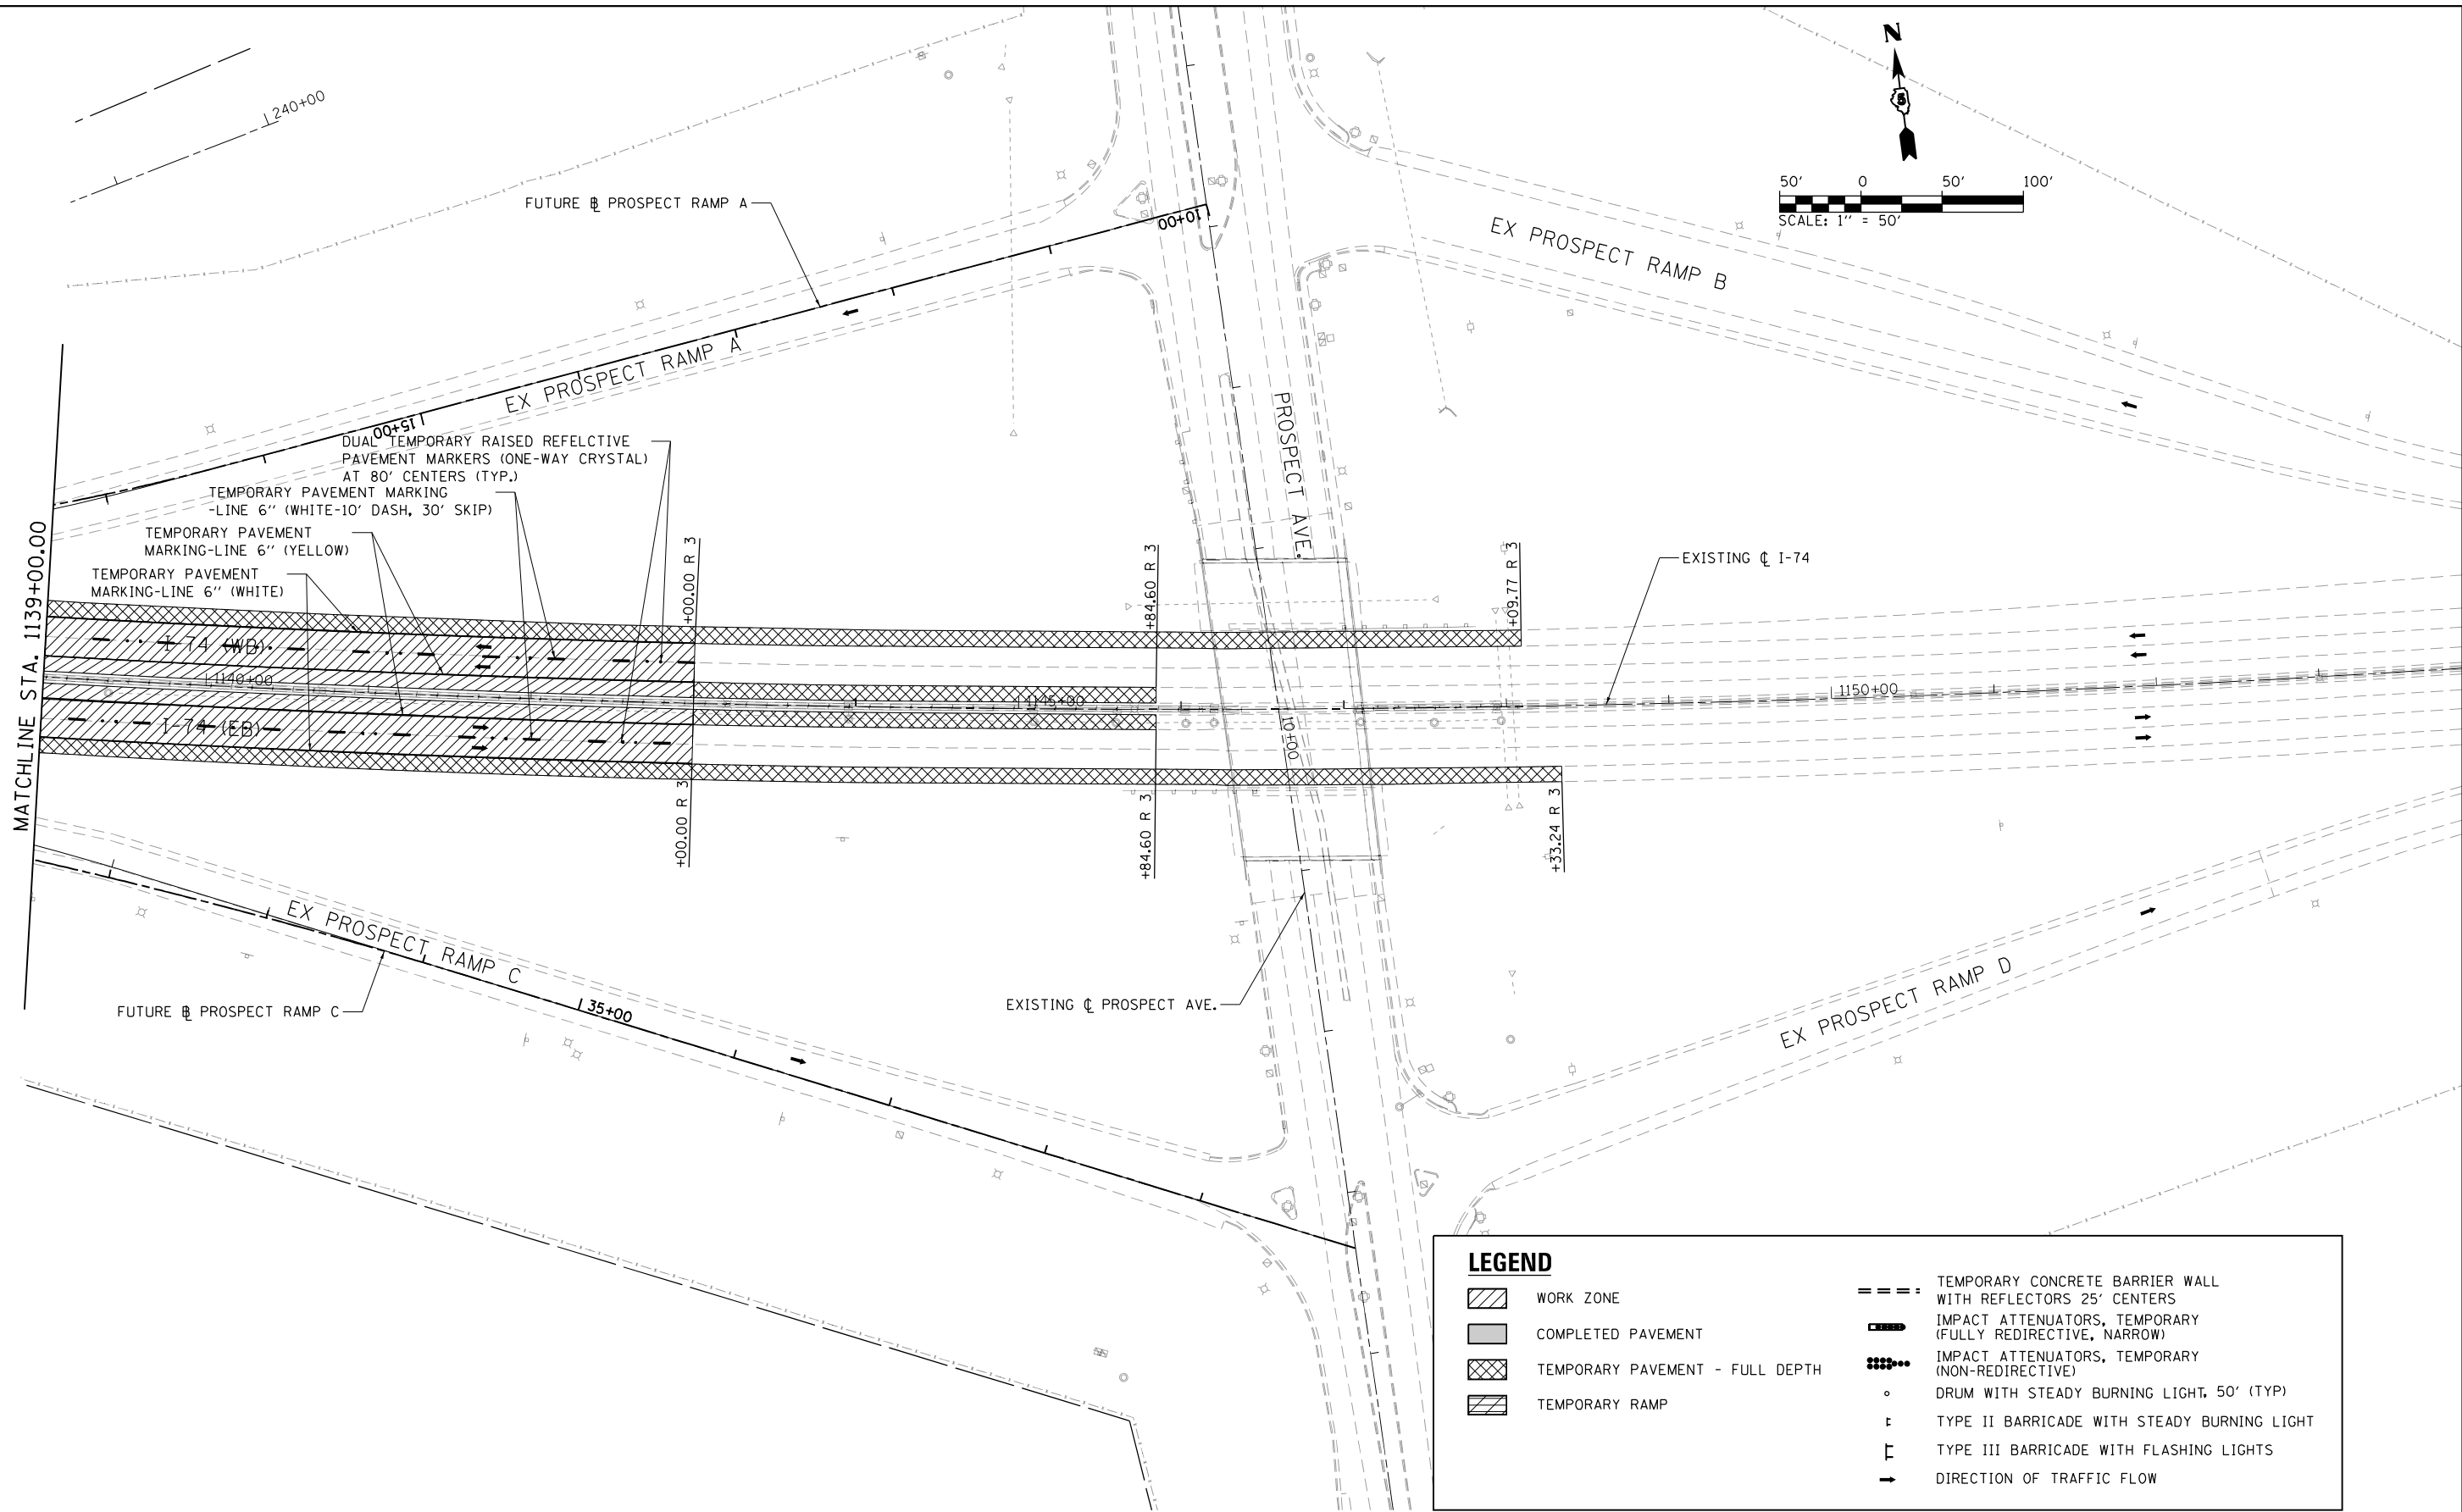 240+00
N
5
50' 0 50' 100'
SCALE: 1" = 50'
FUTURE ⅊ PROSPECT RAMP A
10+00
EX PROSPECT RAMP B
EX PROSPECT RAMP A
15+00
PROSPECT AVE.
DUAL TEMPORARY RAISED REFELCTIVE
PAVEMENT MARKERS (ONE-WAY CRYSTAL)
AT 80' CENTERS (TYP.)
TEMPORARY PAVEMENT MARKING
-LINE 6" (WHITE-10' DASH, 30' SKIP)
TEMPORARY PAVEMENT
MARKING-LINE 6" (YELLOW)
TEMPORARY PAVEMENT
MARKING-LINE 6" (WHITE)
MATCHLINE STA. 1139+00.00
+00.00 R 3
+84.60 R 3
+09.77 R 3
EXISTING ℄ I-74
I-74 (WB)
1140+00
1145+00
1150+00
I-74 (EB)
10+00
+00.00 R 3
+84.60 R 3
+33.24 R 3
EX PROSPECT RAMP C
FUTURE ⅊ PROSPECT RAMP C
35+00
EXISTING ℄ PROSPECT AVE.
EX PROSPECT RAMP D
LEGEND
WORK ZONE
COMPLETED PAVEMENT
TEMPORARY PAVEMENT - FULL DEPTH
TEMPORARY RAMP
TEMPORARY CONCRETE BARRIER WALL
WITH REFLECTORS 25' CENTERS
IMPACT ATTENUATORS, TEMPORARY
(FULLY REDIRECTIVE, NARROW)
IMPACT ATTENUATORS, TEMPORARY
(NON-REDIRECTIVE)
DRUM WITH STEADY BURNING LIGHT, 50' (TYP)
TYPE II BARRICADE WITH STEADY BURNING LIGHT
TYPE III BARRICADE WITH FLASHING LIGHTS
DIRECTION OF TRAFFIC FLOW